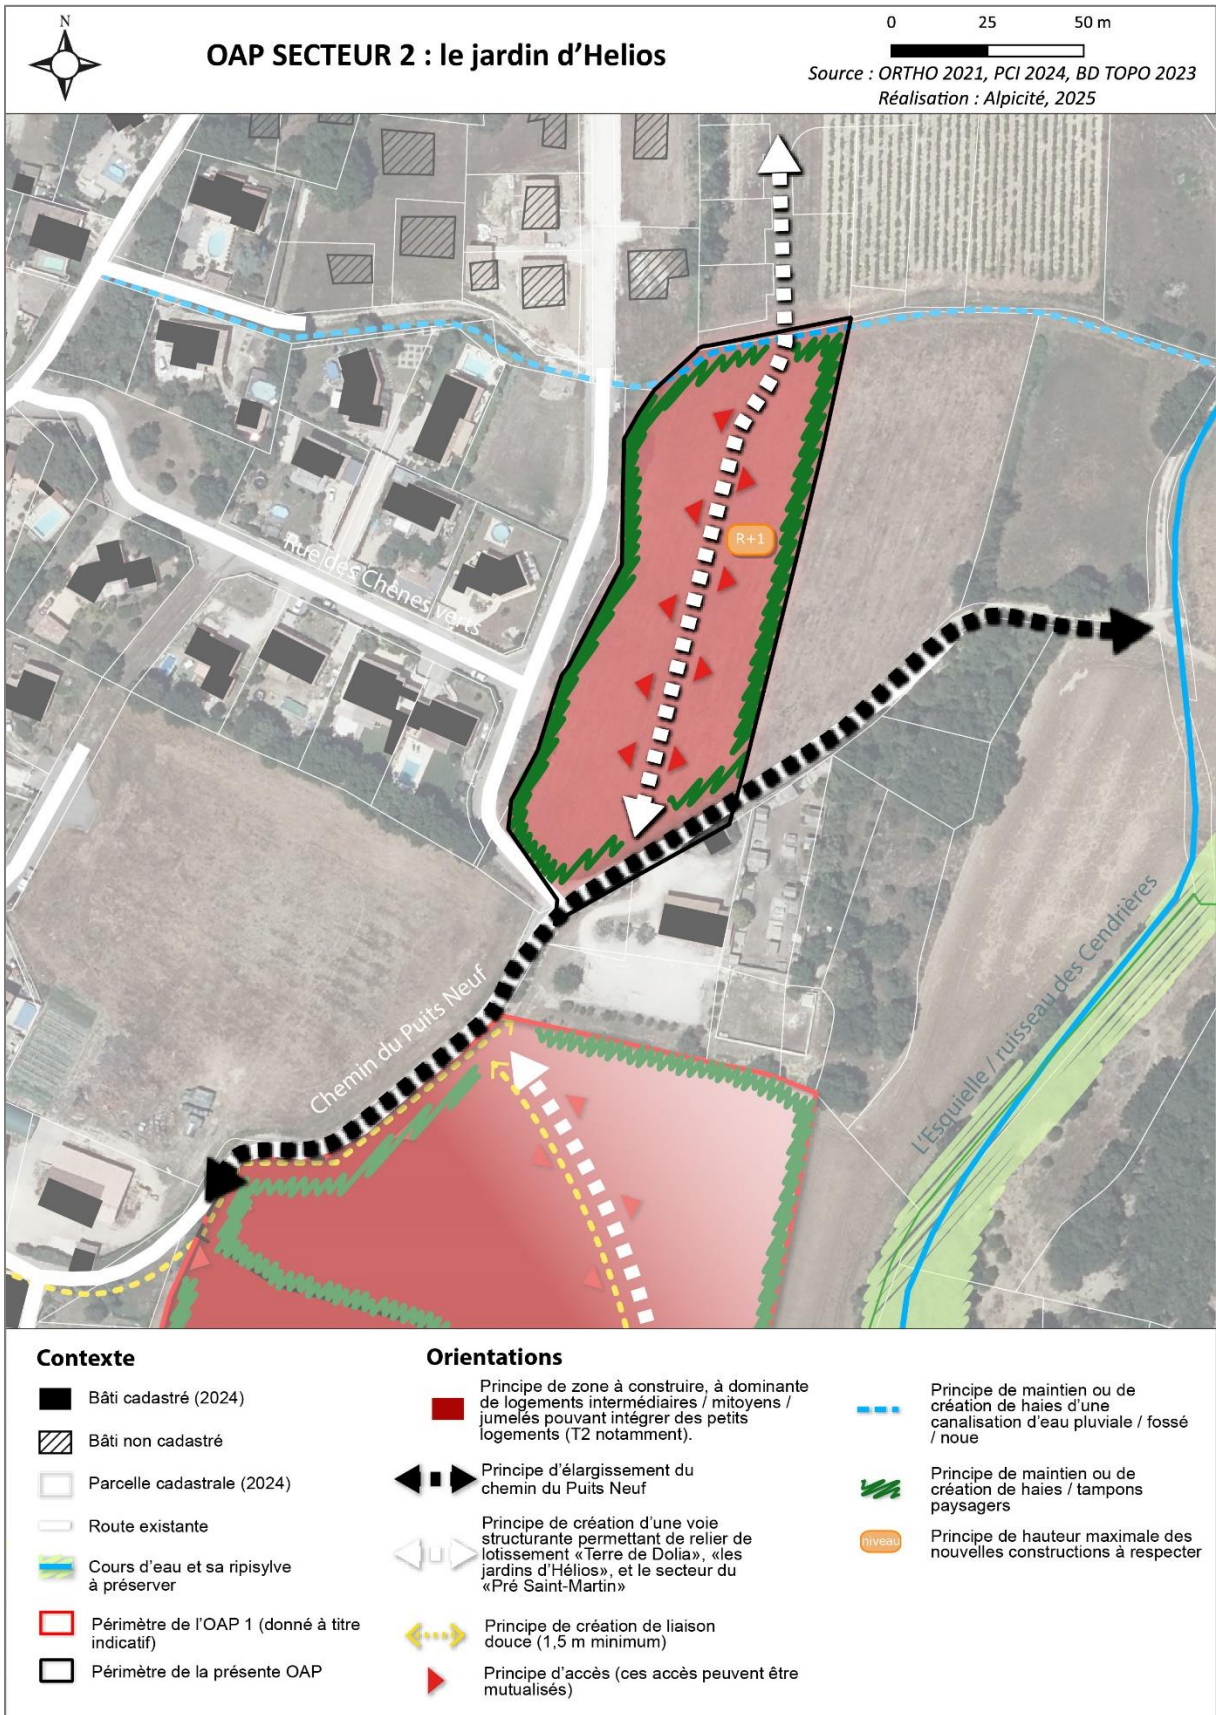 N
OAP SECTEUR 2 : le jardin d’Helios
0 25 50 m
Source : ORTHO 2021, PCI 2024, BD TOPO 2023
Réalisation : Alpicité, 2025
R+1
Rue des Chênes verts
Chemin du Puits Neuf
L'Esquielle / ruisseau des Cendrières
Contexte
Bâti cadastré (2024)
Bâti non cadastré
Parcelle cadastrale (2024)
Route existante
Cours d'eau et sa ripisylve
à préserver
Périmètre de l'OAP 1 (donné à titre
indicatif)
Périmètre de la présente OAP
Orientations
Principe de zone à construire, à dominante
de logements intermédiaires / mitoyens /
jumelés pouvant intégrer des petits
logements (T2 notamment).
Principe d'élargissement du
chemin du Puits Neuf
Principe de création d'une voie
structurante permettant de relier de
lotissement «Terre de Dolia», «les
jardins d'Hélios», et le secteur du
«Pré Saint-Martin»
Principe de création de liaison
douce (1,5 m minimum)
Principe d'accès (ces accès peuvent être
mutualisés)
Principe de maintien ou de
création de haies d'une
canalisation d'eau pluviale / fossé
/ noue
Principe de maintien ou de
création de haies / tampons
paysagers
niveau
Principe de hauteur maximale des
nouvelles constructions à respecter